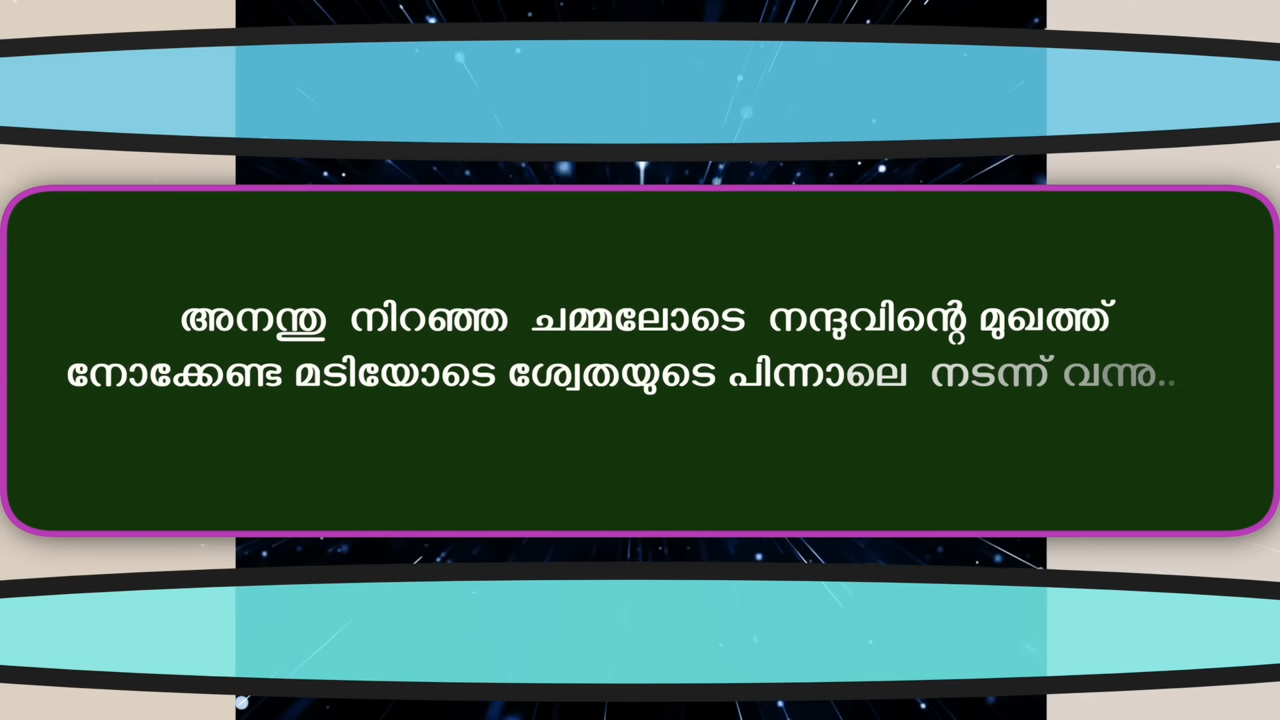 അനന്തു നിറഞ്ഞ ചമ്മലോടെ നന്ദുവിന്റെ മുഖത്ത്
നോക്കേണ്ട മടിയോടെ ശ്വേതയുടെ പിന്നാലെ നടന്ന് വന്നു...